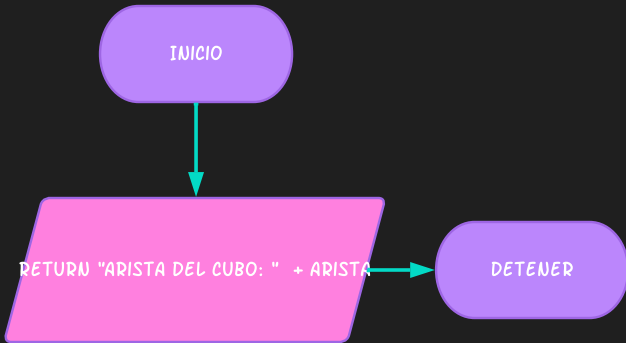 INICIO
RETURN "ARISTA DEL CUBO: " + ARISTA
DETENER